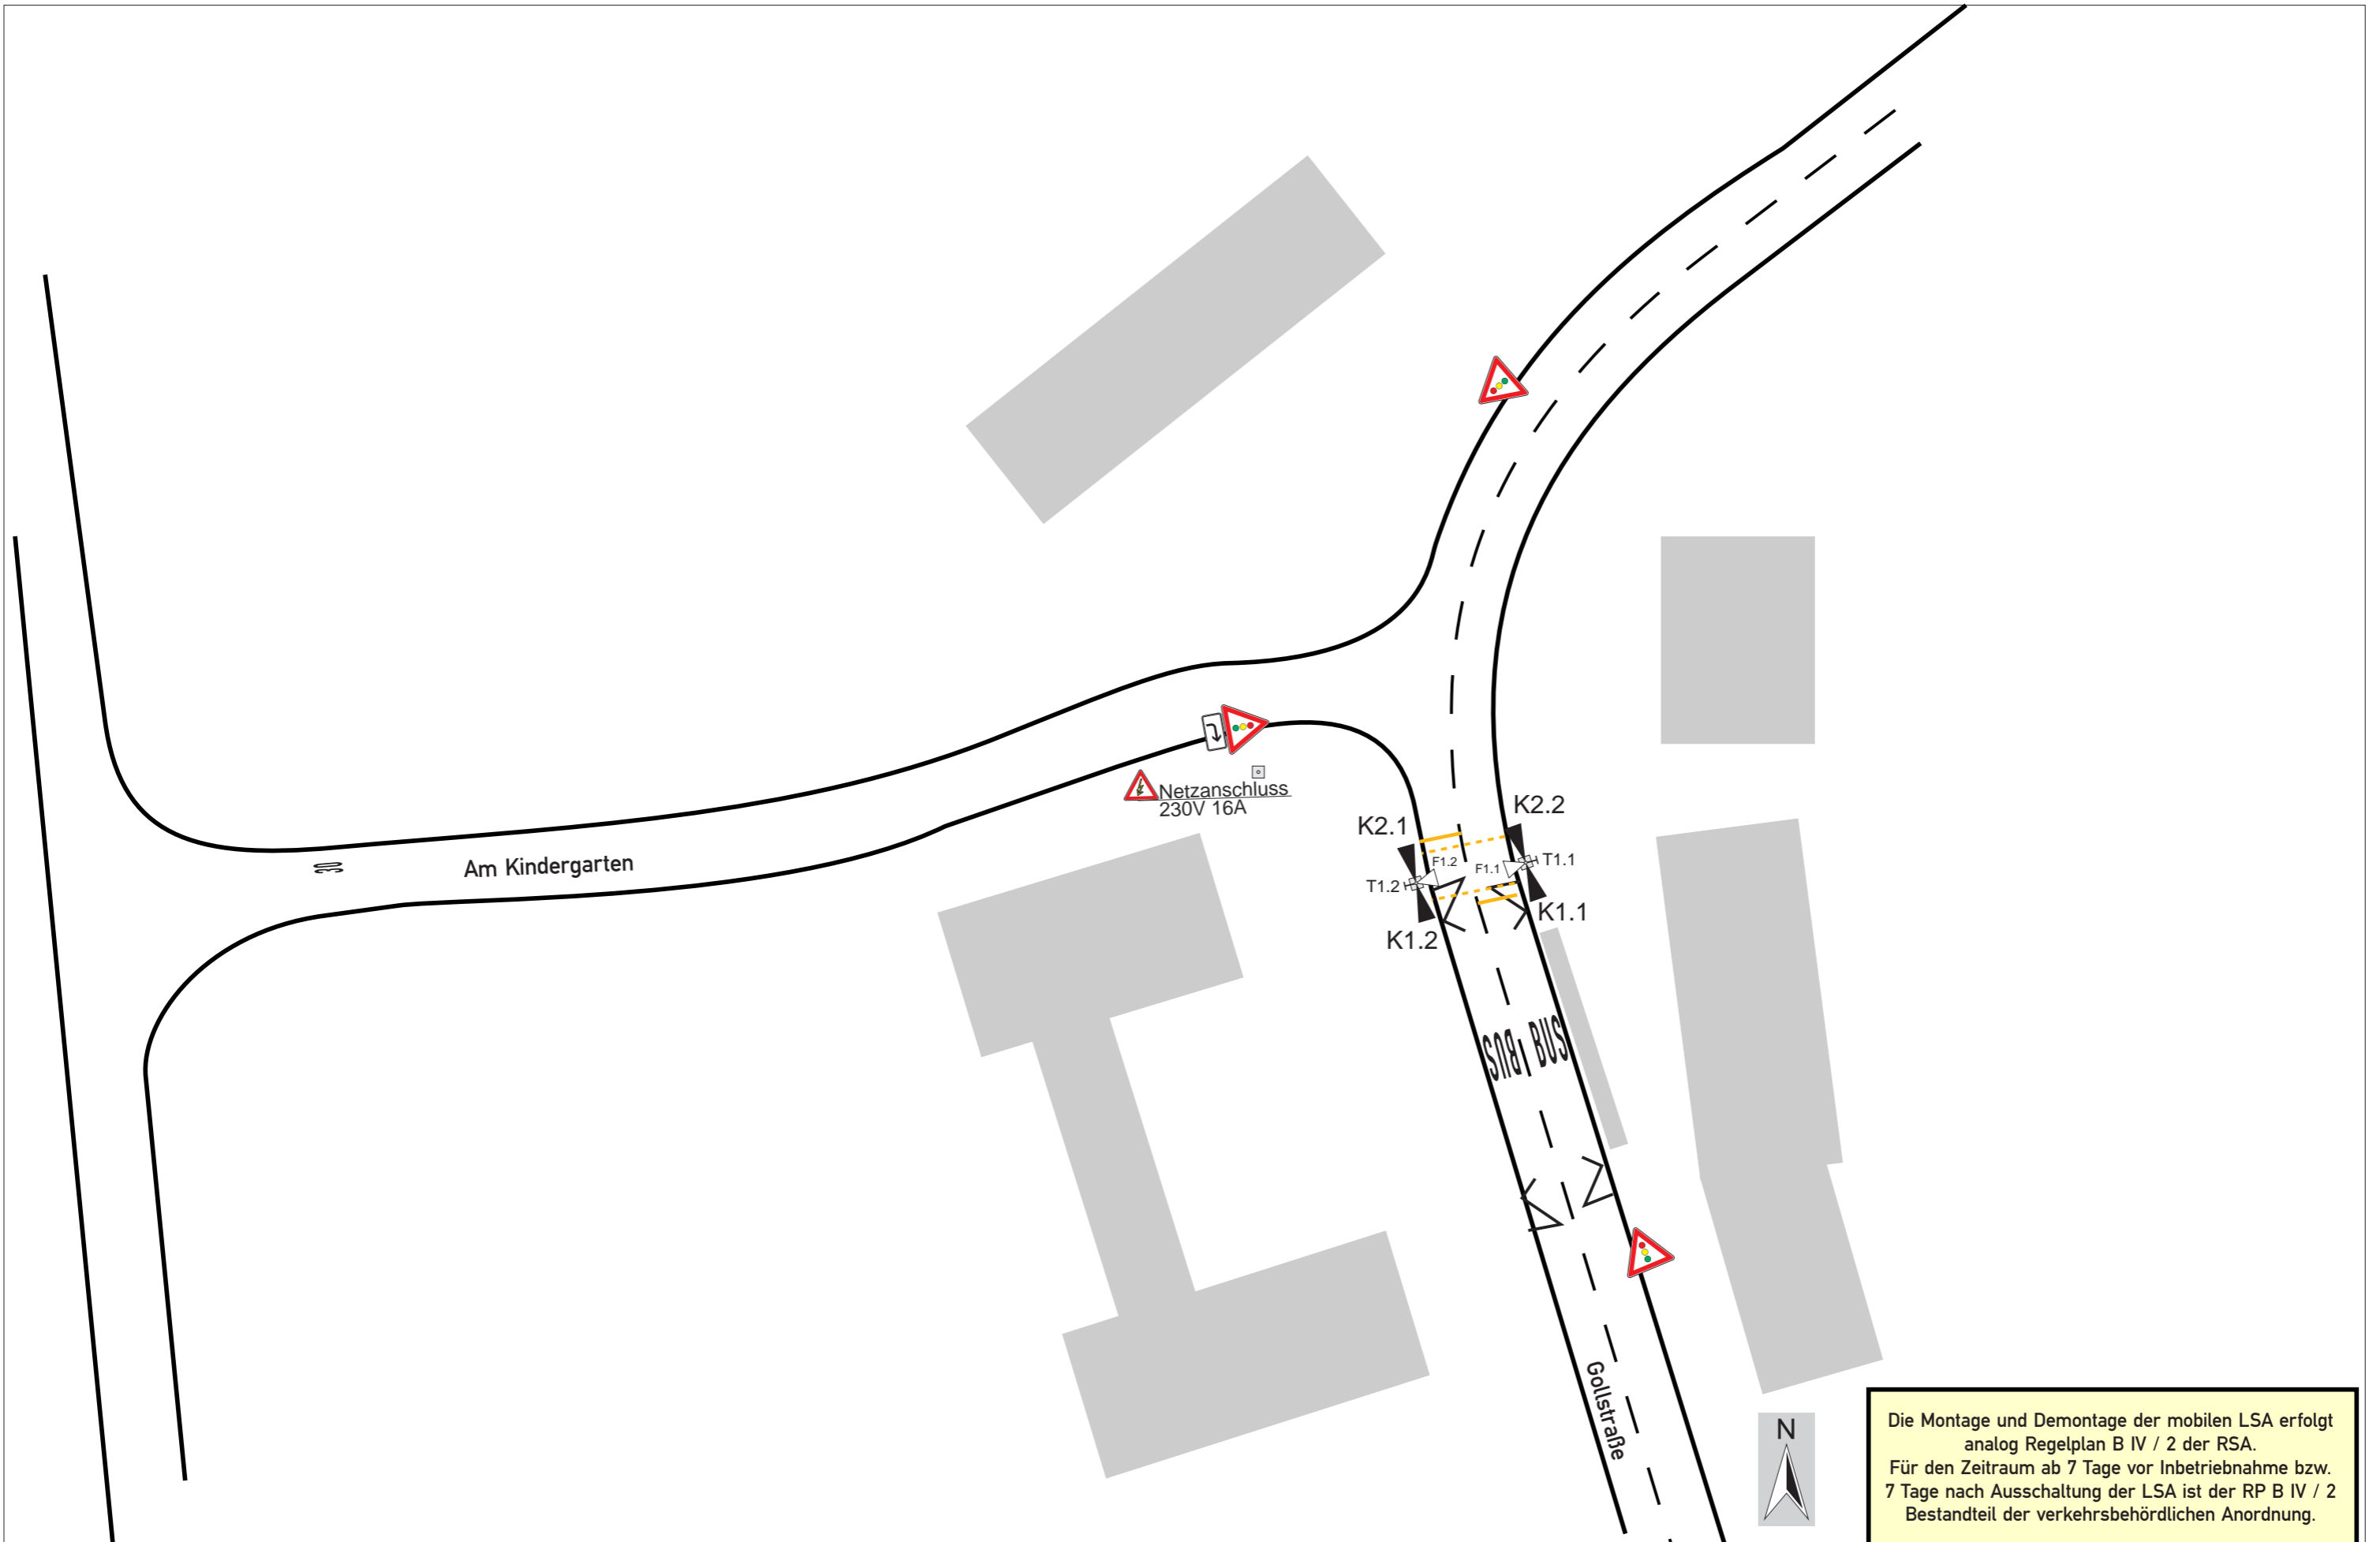 K2.2
K2.1
Netzanschluss
230V 16A
F1.2
F1.1
T1.1
T1.2
30
Am Kindergarten
K1.1
K1.2
BUS
BUS
Gollstraße
N
Die Montage und Demontage der mobilen LSA erfolgt
analog Regelplan B IV / 2 der RSA.
Für den Zeitraum ab 7 Tage vor Inbetriebnahme bzw.
7 Tage nach Ausschaltung der LSA ist der RP B IV / 2
Bestandteil der verkehrsbehördlichen Anordnung.